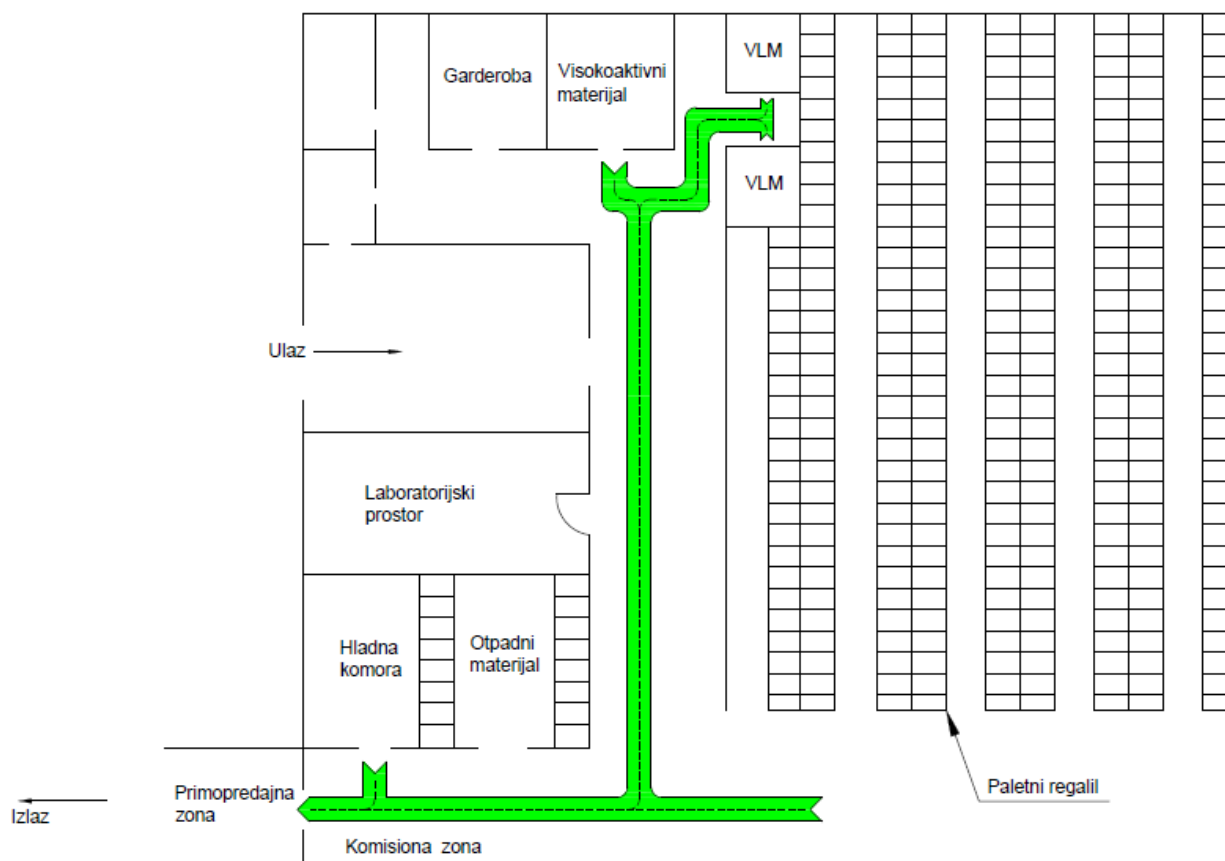 VLM
Garderoba
Visokoaktivni
materijal
VLM
Ulaz
Laboratorijski
prostor
Hladna
komora
Otpadni
materijal
Primopredajna
zona
Izlaz
Paletni regalil
Komisiona zona